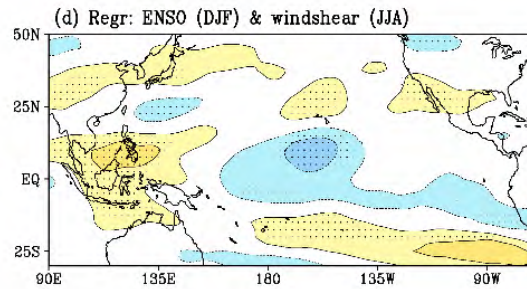 (d) Regr: ENSO (DJF) & windshear (JJA)
50N
25N
EQ
25S
90E 135E 180 135W 90W